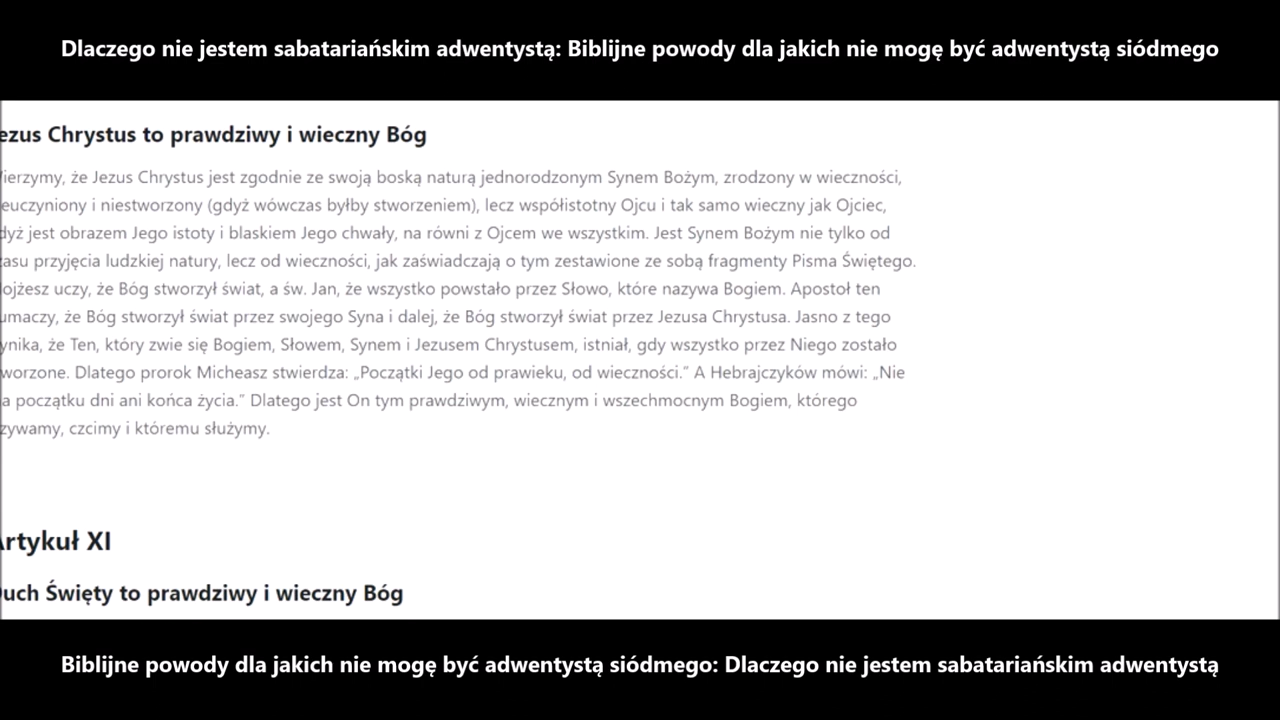 Dlaczego nie jestem sabatariańskim adwentystą: Biblijne powody dla jakich nie mogę być adwentystą siódmego
ezus Chrystus to prawdziwy i wieczny Bóg
ierzymy, że Jezus Chrystus jest zgodnie ze swoją boską naturą jednorodzonym Synem Bożym, zrodzony w wieczności,
euczyniony i niestworzony (gdyż wówczas byłby stworzeniem), lecz współistotny Ojcu i tak samo wieczny jak Ojciec,
dyż jest obrazem Jego istoty i blaskiem Jego chwały, na równi z Ojcem we wszystkim. Jest Synem Bożym nie tylko od
zasu przyjęcia ludzkiej natury, lecz od wieczności, jak zaświadczają o tym zestawione ze sobą fragmenty Pisma Świętego.
ojżesz uczy, że Bóg stworzył świat, a św. Jan, że wszystko powstało przez Słowo, które nazywa Bogiem. Apostoł ten
umaczy, że Bóg stworzył świat przez swojego Syna i dalej, że Bóg stworzył świat przez Jezusa Chrystusa. Jasno z tego
ynika, że Ten, który zwie się Bogiem, Słowem, Synem i Jezusem Chrystusem, istniał, gdy wszystko przez Niego zostało
worzone. Dlatego prorok Micheasz stwierdza: „Początki Jego od prawieku, od wieczności.” A Hebrajczyków mówi: „Nie
a początku dni ani końca życia.” Dlatego jest On tym prawdziwym, wiecznym i wszechmocnym Bogiem, którego
zywamy, czcimy i któremu służymy.
Artykuł XI
Duch Święty to prawdziwy i wieczny Bóg
Biblijne powody dla jakich nie mogę być adwentystą siódmego: Dlaczego nie jestem sabatariańskim adwentystą